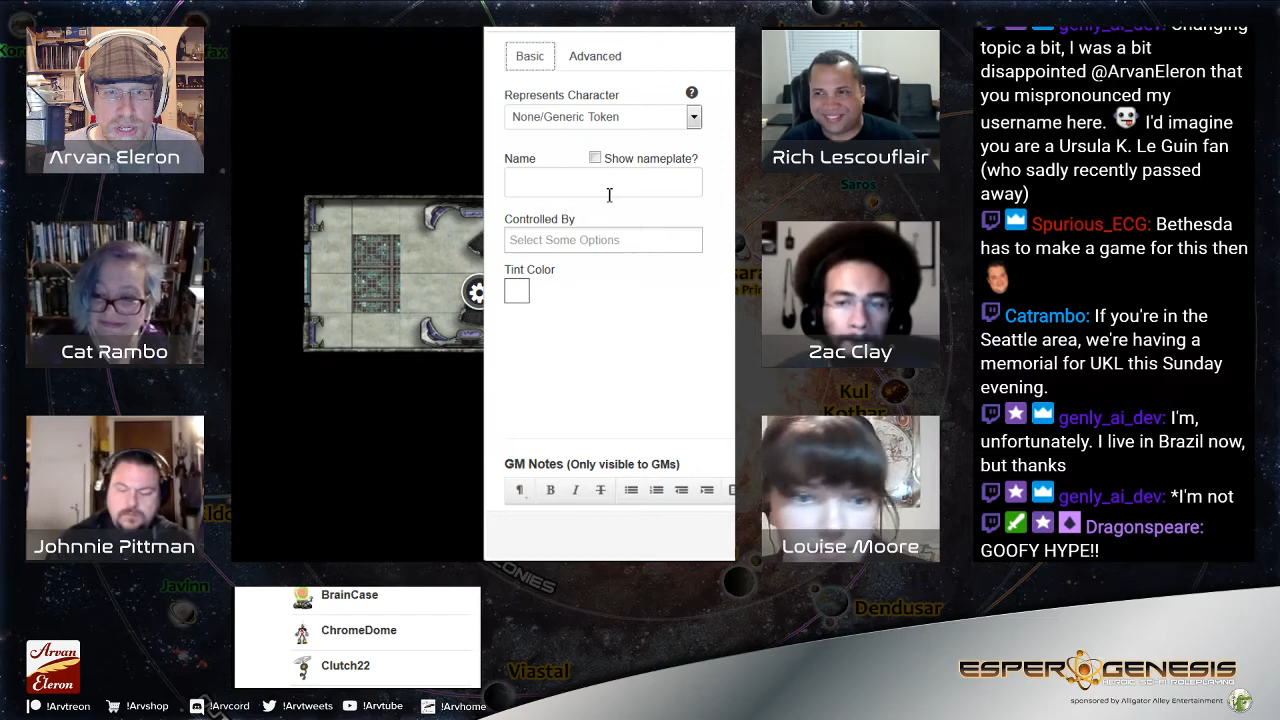 Arvan Eleron
Cat Rambo
Johnnie Pittman
Basic
Advanced
Represents Character
?
None/Generic Token
Name
Show nameplate?
Controlled By
Select Some Options
Tint Color
GM Notes (Only visible to GMs)
¶ B I S
Rich Lescouflair
Saros
Zac Clay
Kul
Kothar
Louise Moore
topic a bit, I was a bit
disappointed @ArvanEleron that
you mispronounced my
username here. I'd imagine
you are a Ursula K. Le Guin fan
(who sadly recently passed
away)
Spurious_ECG: Bethesda
has to make a game for this then
Catrambo: If you're in the
Seattle area, we're having a
memorial for UKL this Sunday
evening.
genly_ai_dev: I'm,
unfortunately. I live in Brazil now,
but thanks
genly_ai_dev: *I'm not
Dragonspeare:
GOOFY HYPE!!
Javinn
Dendusar
Viastal
BrainCase
ChromeDome
Clutch22
Arvan
Eleron
!Arvtreon
!Arvshop
!Arvcord
!Arvtweets
!Arvtube
!Arvhome
ESPER GENESIS
HEROIC SCI-FI ROLEPLAYING
sponsored by Alligator Alley Entertainment